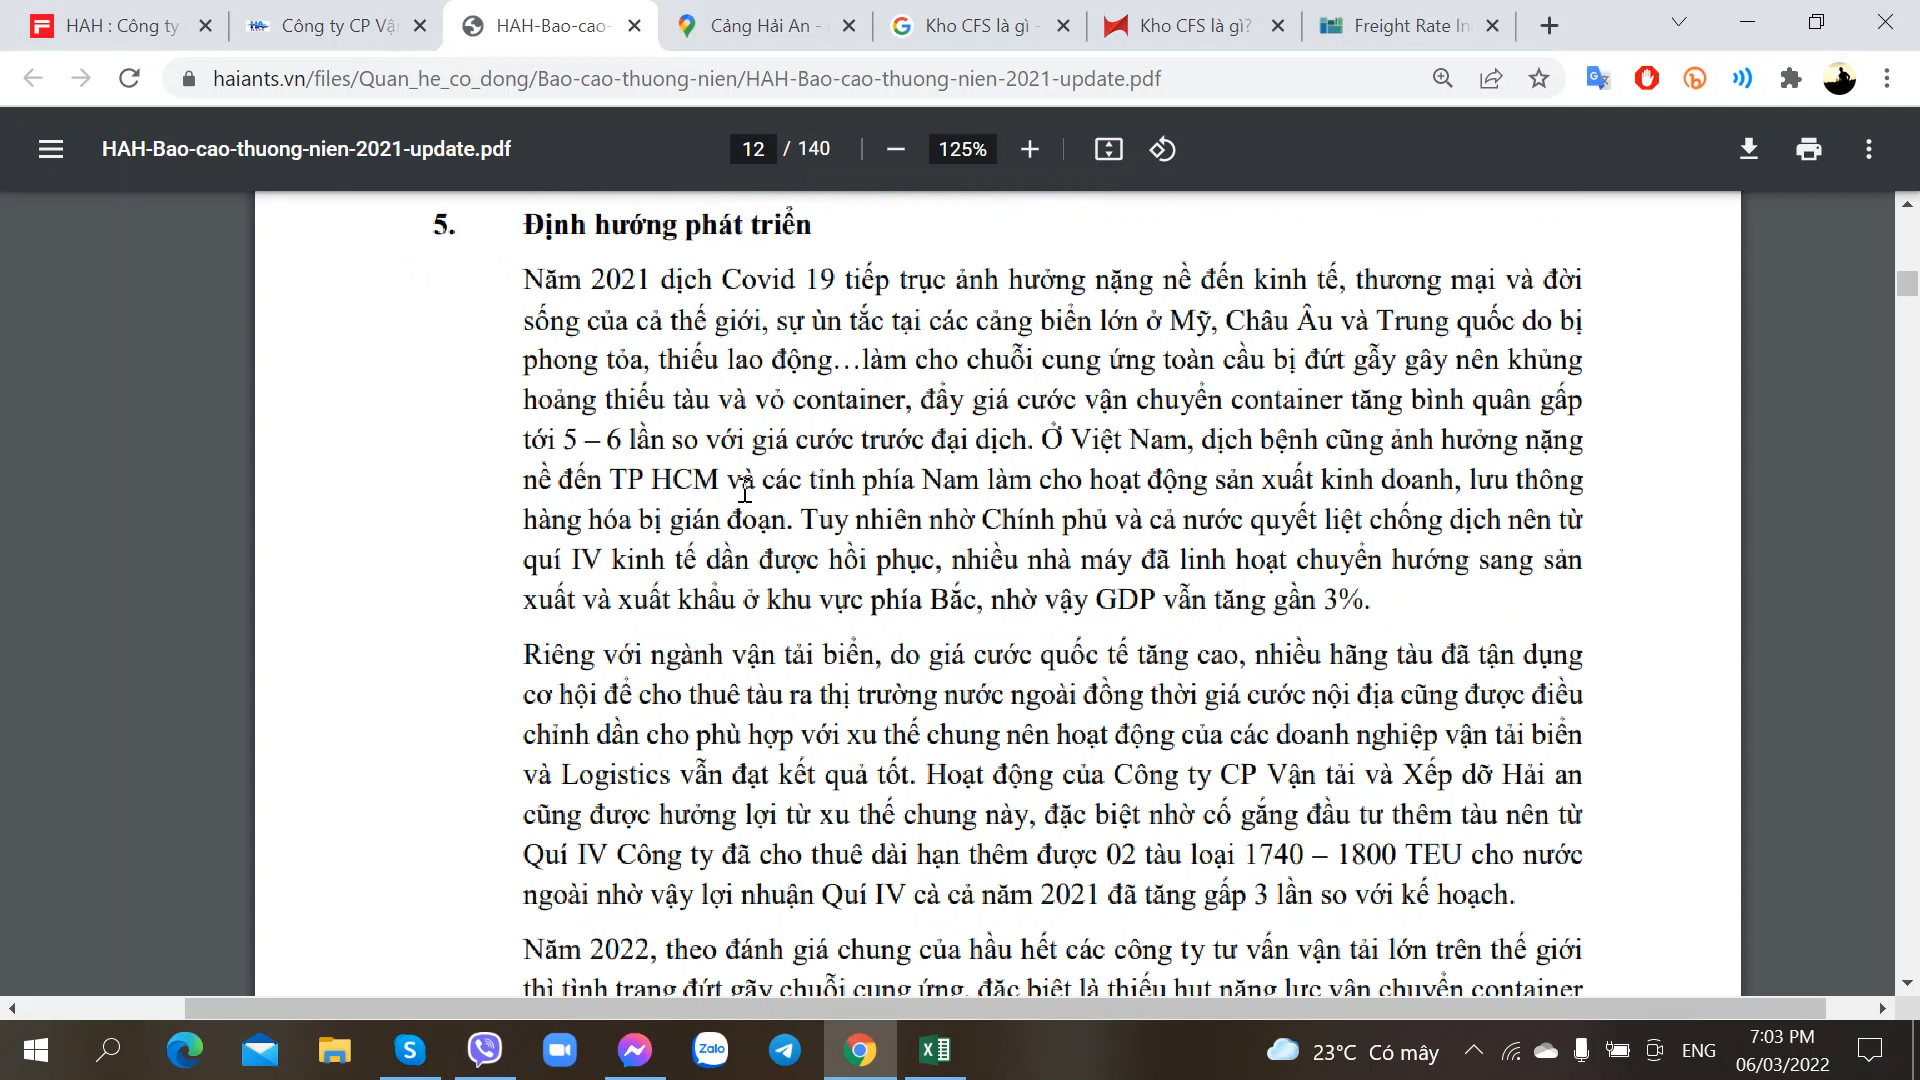 HAH : Công ty
Công ty CP Vậ
HAH-Bao-cao-
Cảng Hải An -
Kho CFS là gì -
Kho CFS là gì?
Freight Rate In
haiants.vn/files/Quan_he_co_dong/Bao-cao-thuong-nien/HAH-Bao-cao-thuong-nien-2021-update.pdf
HAH-Bao-cao-thuong-nien-2021-update.pdf
12 / 140
125%
5. Định hướng phát triển
Năm 2021 dịch Covid 19 tiếp trục ảnh hưởng nặng nề đến kinh tế, thương mại và đời
sống của cả thế giới, sự ùn tắc tại các cảng biển lớn ở Mỹ, Châu Âu và Trung quốc do bị
phong tỏa, thiếu lao động…làm cho chuỗi cung ứng toàn cầu bị đứt gẫy gây nên khủng
hoảng thiếu tàu và vỏ container, đẩy giá cước vận chuyển container tăng bình quân gấp
tới 5 – 6 lần so với giá cước trước đại dịch. Ở Việt Nam, dịch bệnh cũng ảnh hưởng nặng
nề đến TP HCM và các tỉnh phía Nam làm cho hoạt động sản xuất kinh doanh, lưu thông
hàng hóa bị gián đoạn. Tuy nhiên nhờ Chính phủ và cả nước quyết liệt chống dịch nên từ
quí IV kinh tế dần được hồi phục, nhiều nhà máy đã linh hoạt chuyển hướng sang sản
xuất và xuất khẩu ở khu vực phía Bắc, nhờ vậy GDP vẫn tăng gần 3%.
Riêng với ngành vận tải biển, do giá cước quốc tế tăng cao, nhiều hãng tàu đã tận dụng
cơ hội để cho thuê tàu ra thị trường nước ngoài đồng thời giá cước nội địa cũng được điều
chỉnh dần cho phù hợp với xu thế chung nên hoạt động của các doanh nghiệp vận tải biển
và Logistics vẫn đạt kết quả tốt. Hoạt động của Công ty CP Vận tải và Xếp dỡ Hải an
cũng được hưởng lợi từ xu thế chung này, đặc biệt nhờ cố gắng đầu tư thêm tàu nên từ
Quí IV Công ty đã cho thuê dài hạn thêm được 02 tàu loại 1740 – 1800 TEU cho nước
ngoài nhờ vậy lợi nhuận Quí IV cà cả năm 2021 đã tăng gấp 3 lần so với kế hoạch.
Năm 2022, theo đánh giá chung của hầu hết các công ty tư vấn vận tải lớn trên thế giới
thì tình trạng đứt gãy chuỗi cung ứng, đặc biệt là thiếu hụt năng lực vận chuyển container
Zalo
23°C Có mây
ENG
7:03 PM
06/03/2022